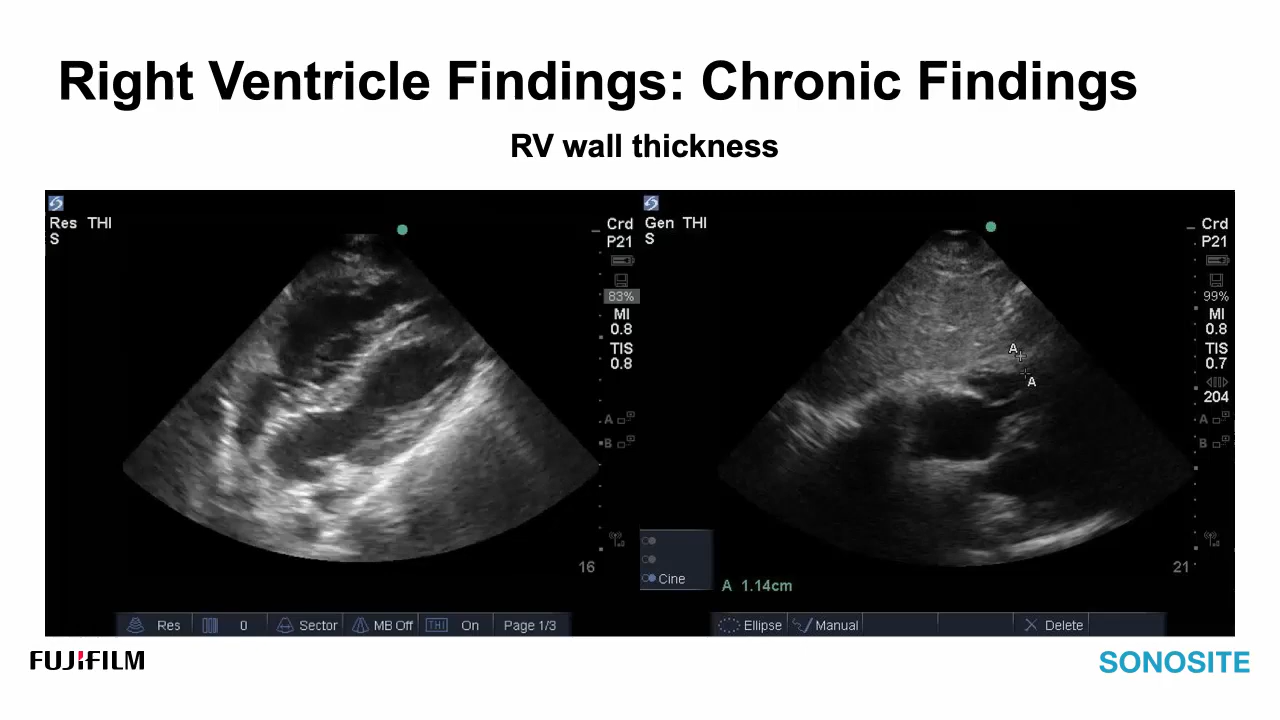 Right Ventricle Findings: Chronic Findings
RV wall thickness
Res THI
S
Crd
P21
83%
MI
0.8
TIS
0.8
A
B
16
Res
0
Sector
MB Off
THI
On
Page 1/3
Gen THI
S
Crd
P21
99%
MI
0.8
TIS
0.7
204
A
B
A
A
21
Cine
A 1.14cm
Ellipse
Manual
Delete
FUJIFILM
SONOSITE